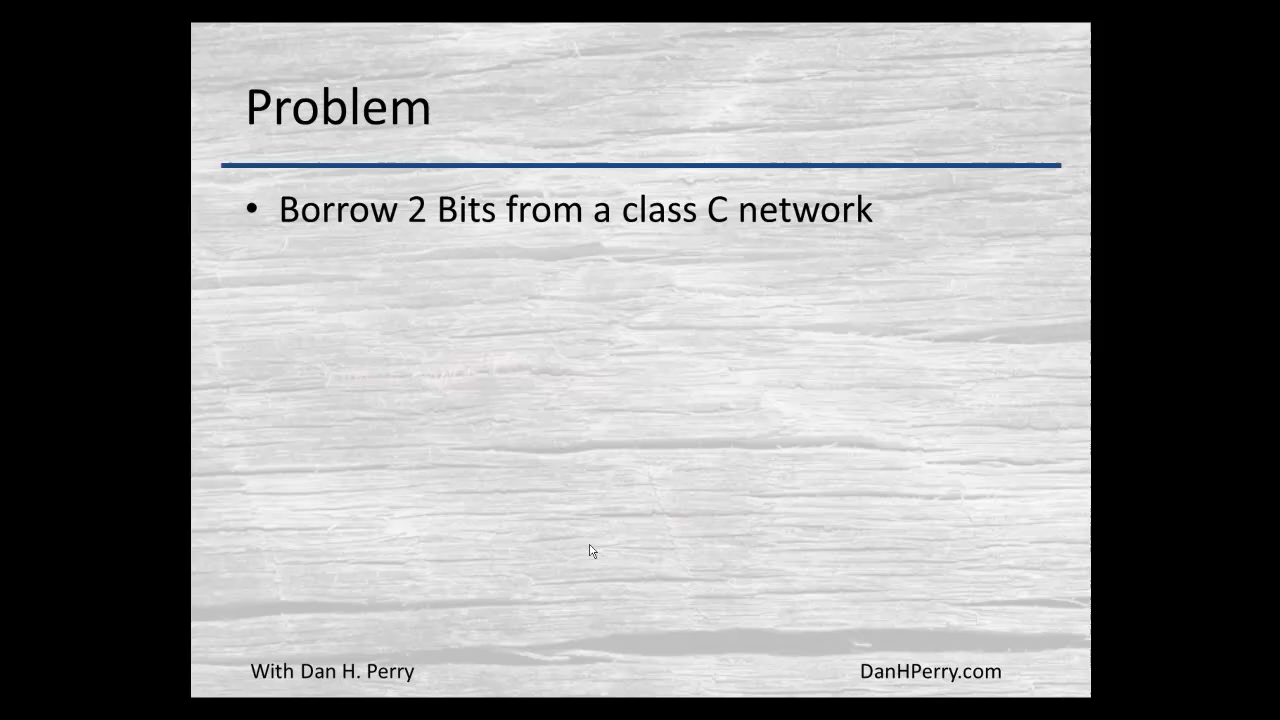 Problem
• Borrow 2 Bits from a class C network
With Dan H. Perry
DanHPerry.com